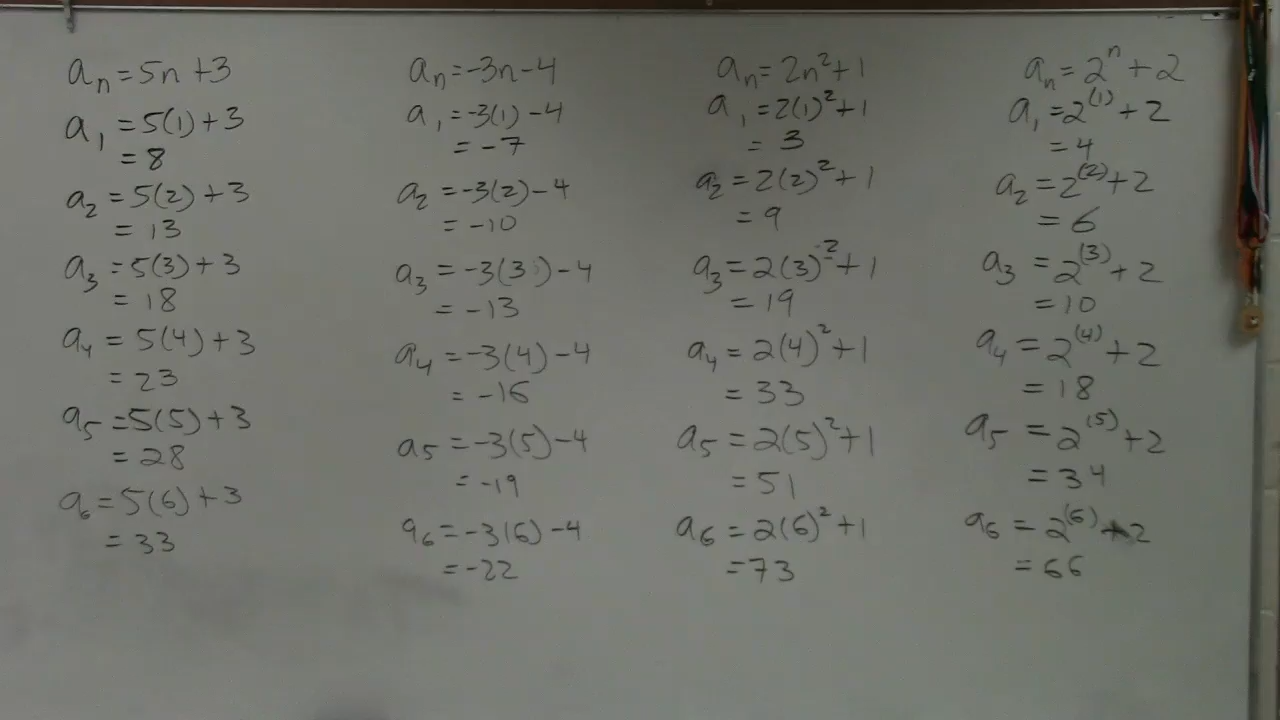 aₙ = 5n + 3
a₁ = 5(1) + 3
= 8
a₂ = 5(2) + 3
= 13
a₃ = 5(3) + 3
= 18
a₄ = 5(4) + 3
= 23
a₅ = 5(5) + 3
= 28
a₆ = 5(6) + 3
= 33
aₙ = -3n - 4
a₁ = -3(1) - 4
= -7
a₂ = -3(2) - 4
= -10
a₃ = -3(3) - 4
= -13
a₄ = -3(4) - 4
= -16
a₅ = -3(5) - 4
= -19
a₆ = -3(6) - 4
= -22
aₙ = 2n² + 1
a₁ = 2(1)² + 1
= 3
a₂ = 2(2)² + 1
= 9
a₃ = 2(3)² + 1
= 19
a₄ = 2(4)² + 1
= 33
a₅ = 2(5)² + 1
= 51
a₆ = 2(6)² + 1
= 73
aₙ = 2ⁿ + 2
a₁ = 2⁽¹⁾ + 2
= 4
a₂ = 2⁽²⁾ + 2
= 6
a₃ = 2⁽³⁾ + 2
= 10
a₄ = 2⁽⁴⁾ + 2
= 18
a₅ = 2⁽⁵⁾ + 2
= 34
a₆ = 2⁽⁶⁾ + 2
= 66